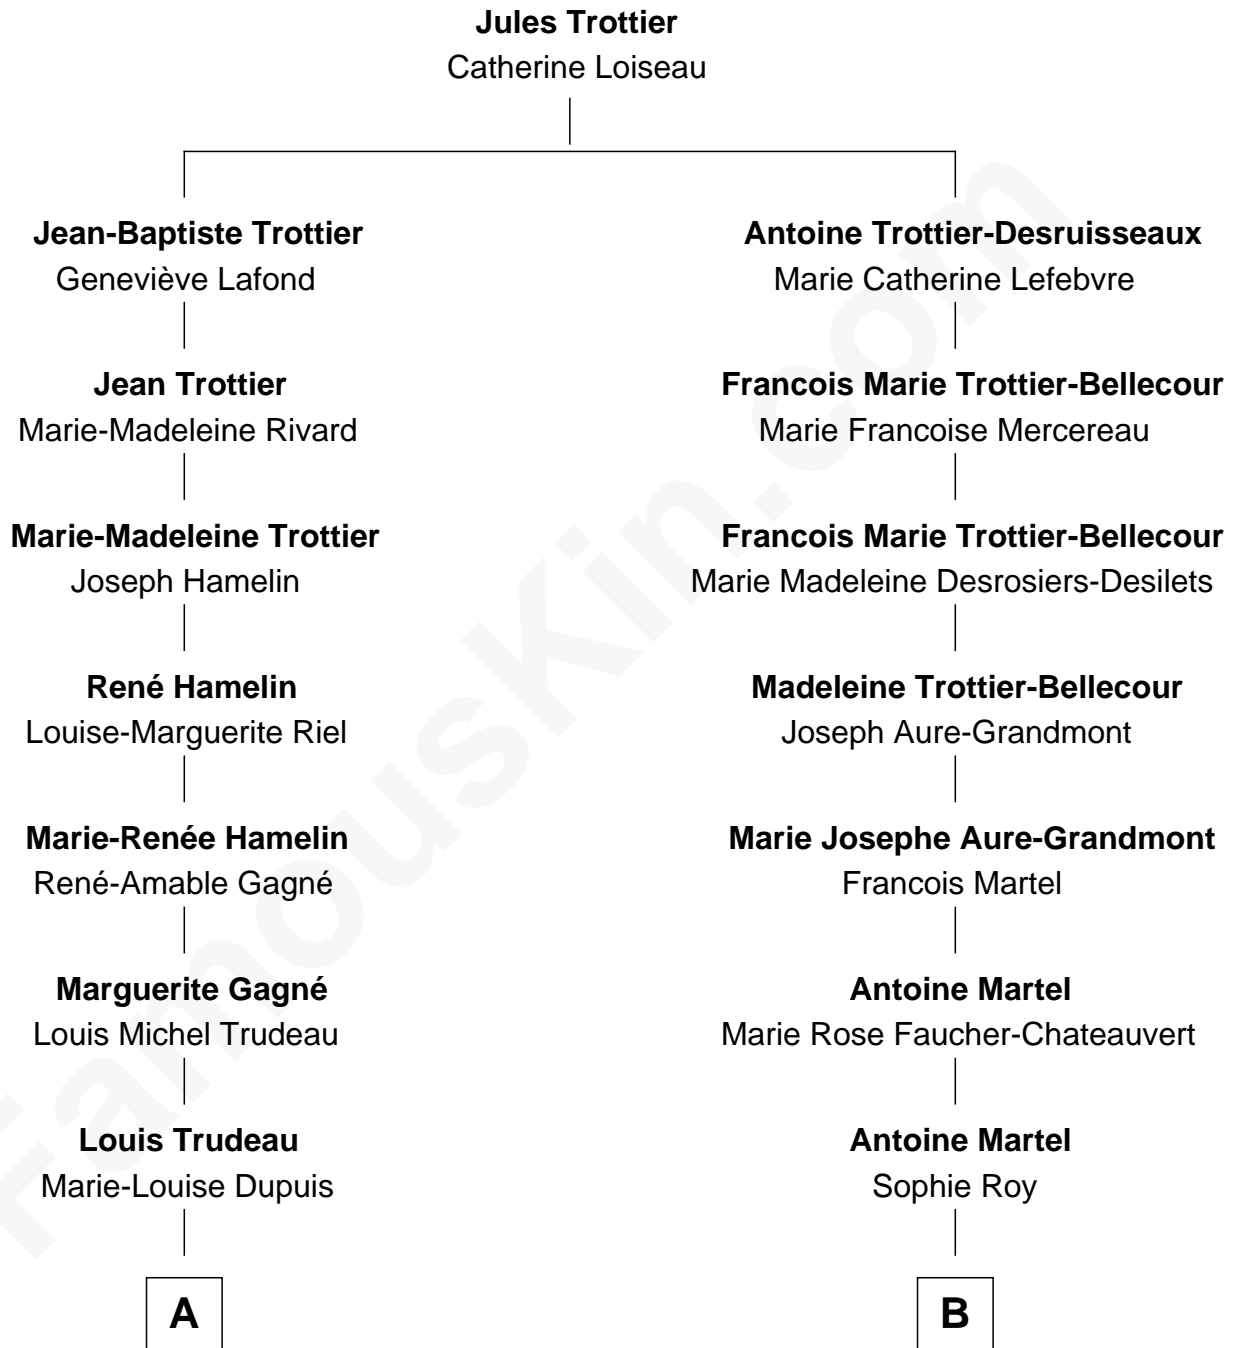 Jules Trottier
Catherine Loiseau
Jean-Baptiste Trottier
Geneviève Lafond
Jean Trottier
Marie-Madeleine Rivard
Marie-Madeleine Trottier
Joseph Hamelin
René Hamelin
Louise-Marguerite Riel
Marie-Renée Hamelin
René-Amable Gagné
Marguerite Gagné
Louis Michel Trudeau
Louis Trudeau
Marie-Louise Dupuis
A
Antoine Trottier-Desruisseaux
Marie Catherine Lefebvre
Francois Marie Trottier-Bellecour
Marie Francoise Mercereau
Francois Marie Trottier-Bellecour
Marie Madeleine Desrosiers-Desilets
Madeleine Trottier-Bellecour
Joseph Aure-Grandmont
Marie Josephe Aure-Grandmont
Francois Martel
Antoine Martel
Marie Rose Faucher-Chateauvert
Antoine Martel
Sophie Roy
B
FamousKin.com